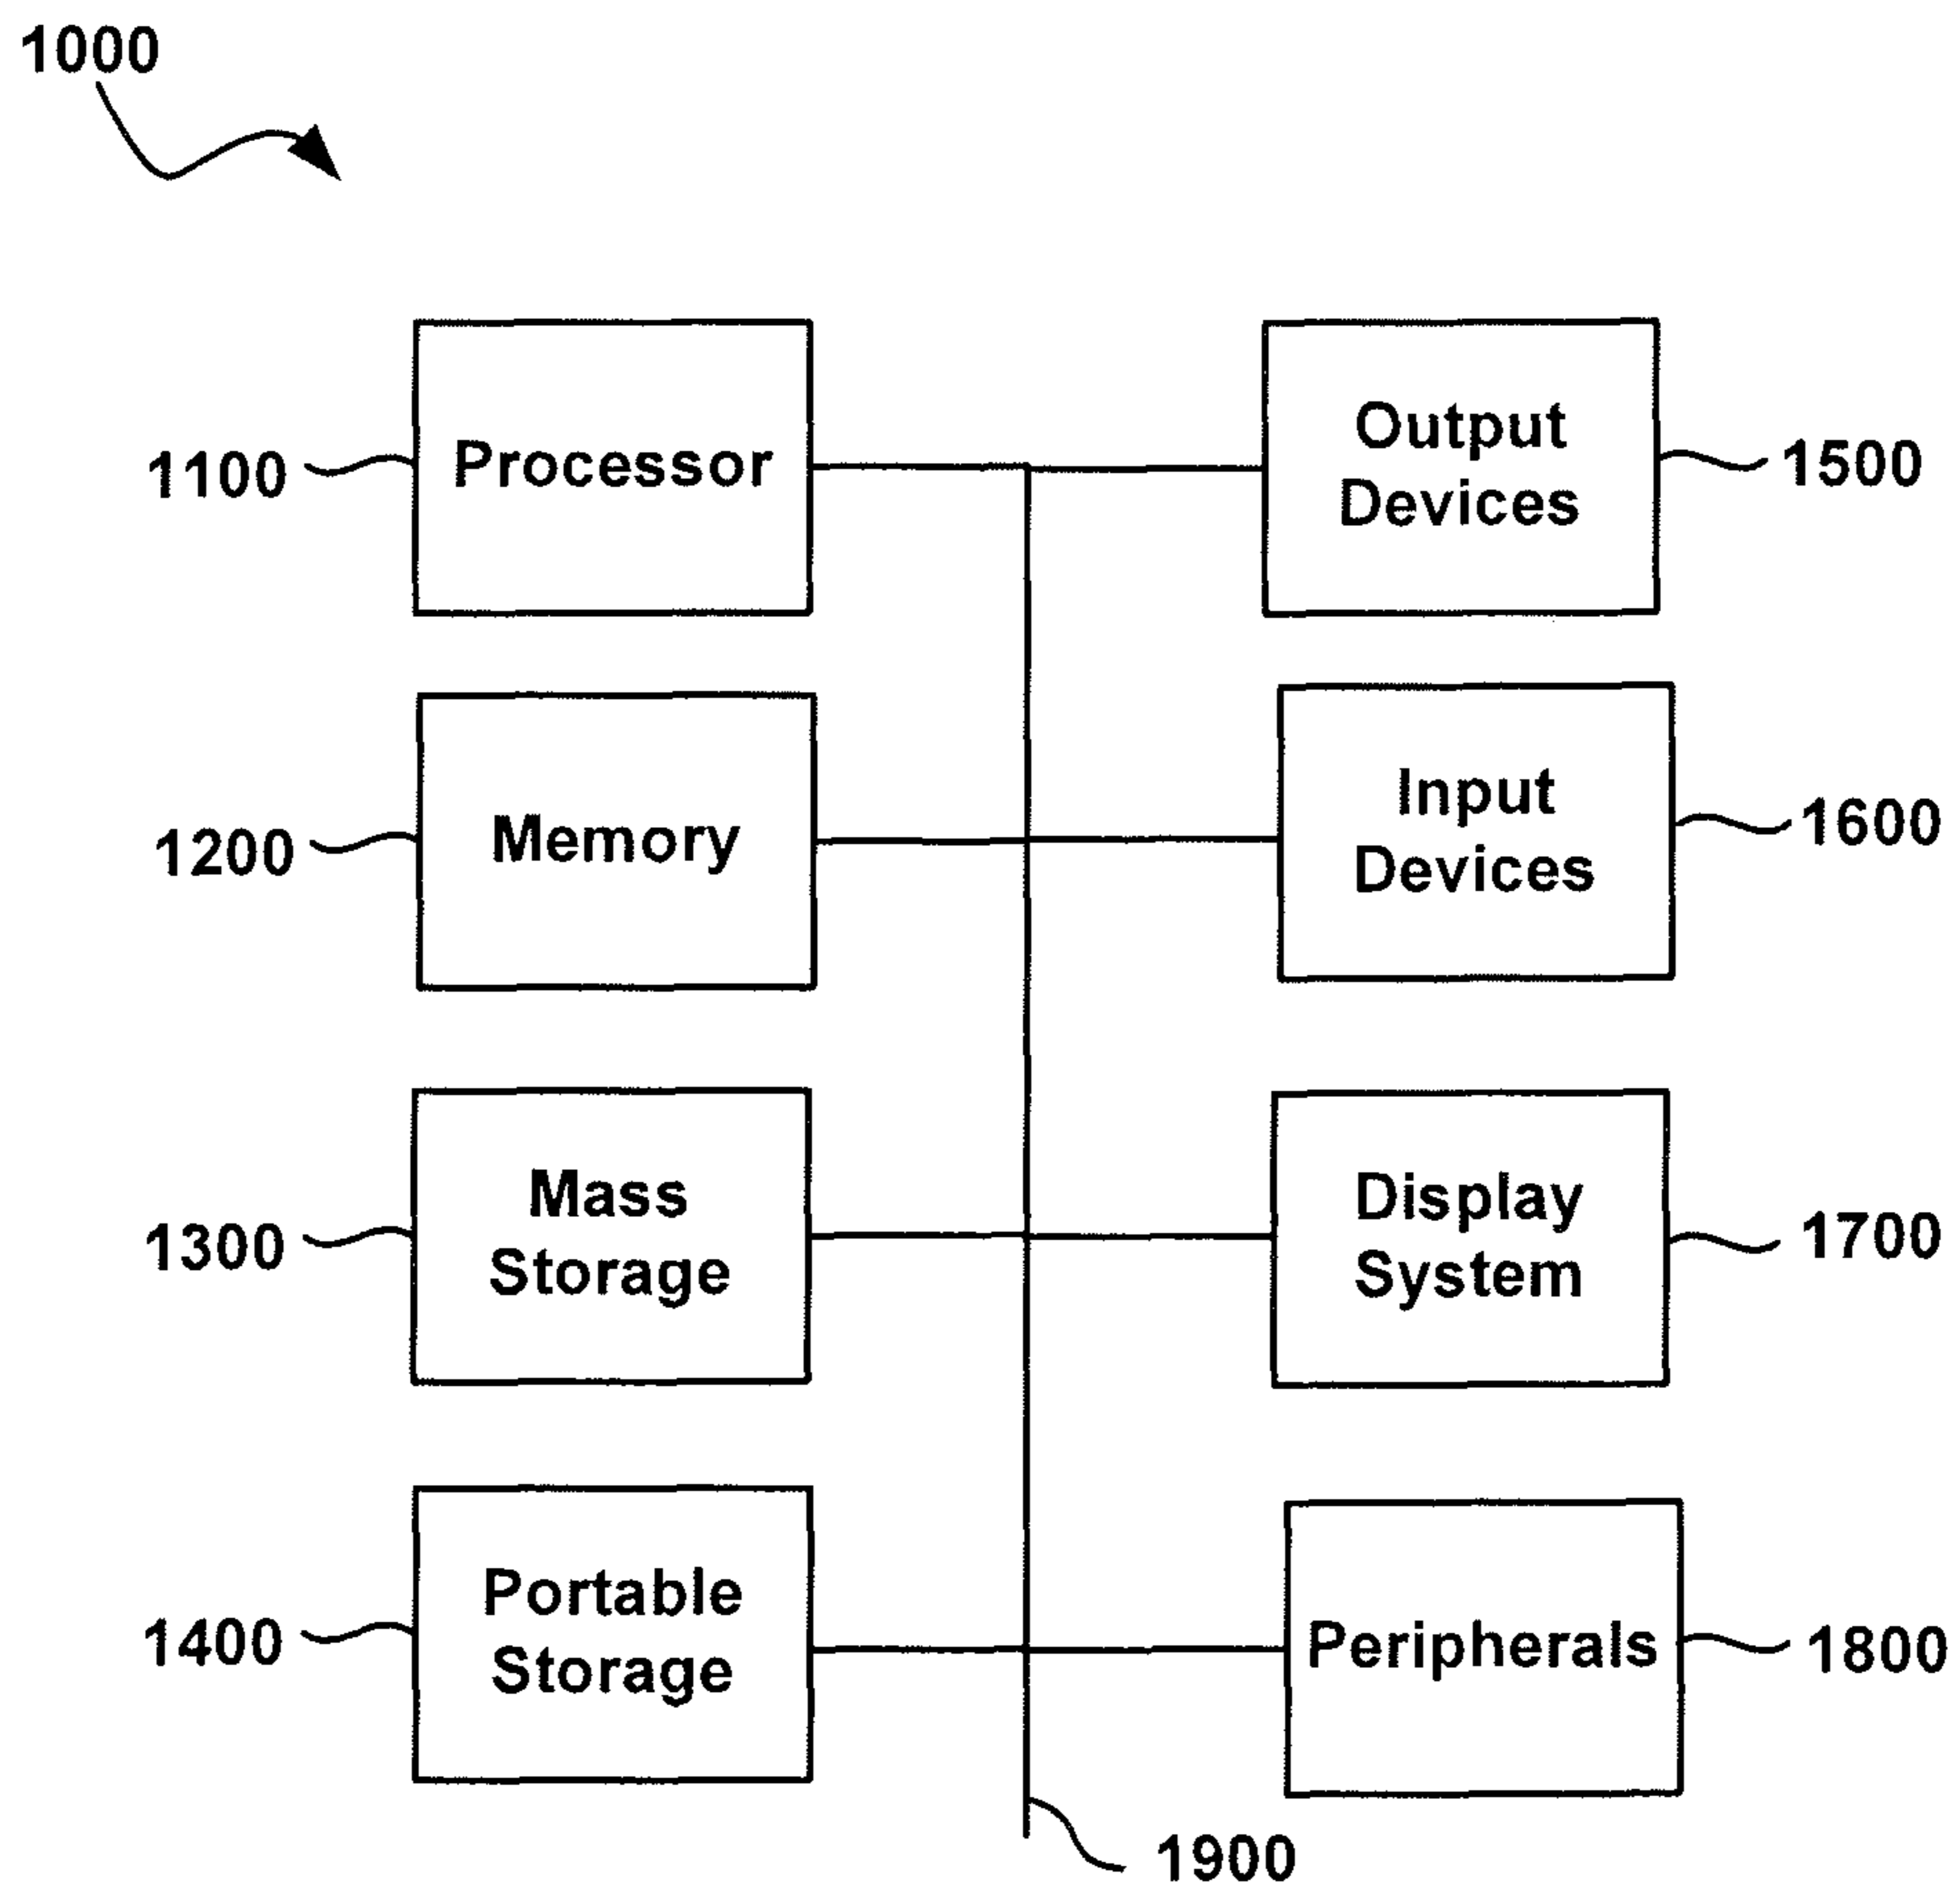 1000
1100
Processor
Output
Devices
1500
1200
Memory
Input
Devices
1600
1300
Mass
Storage
Display
System
1700
1400
Portable
Storage
Peripherals
1800
1900